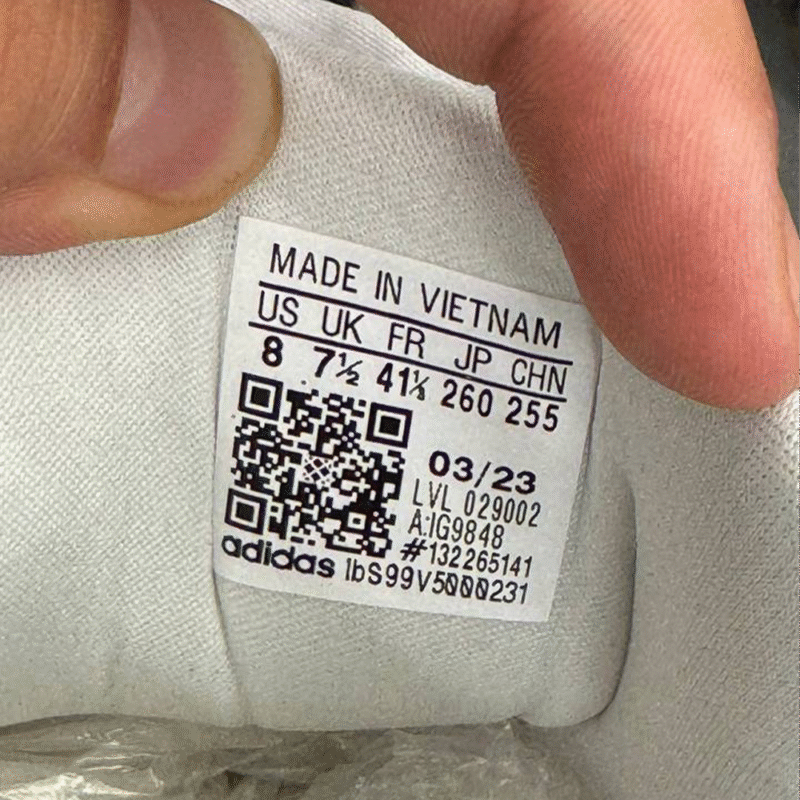 MADE IN VIETNAM
US UK FR JP CHN
8 7½ 41⅓ 260 255
03/23
LVL 029002
A:IG9848
#132265141
adidas lbS99V5000231